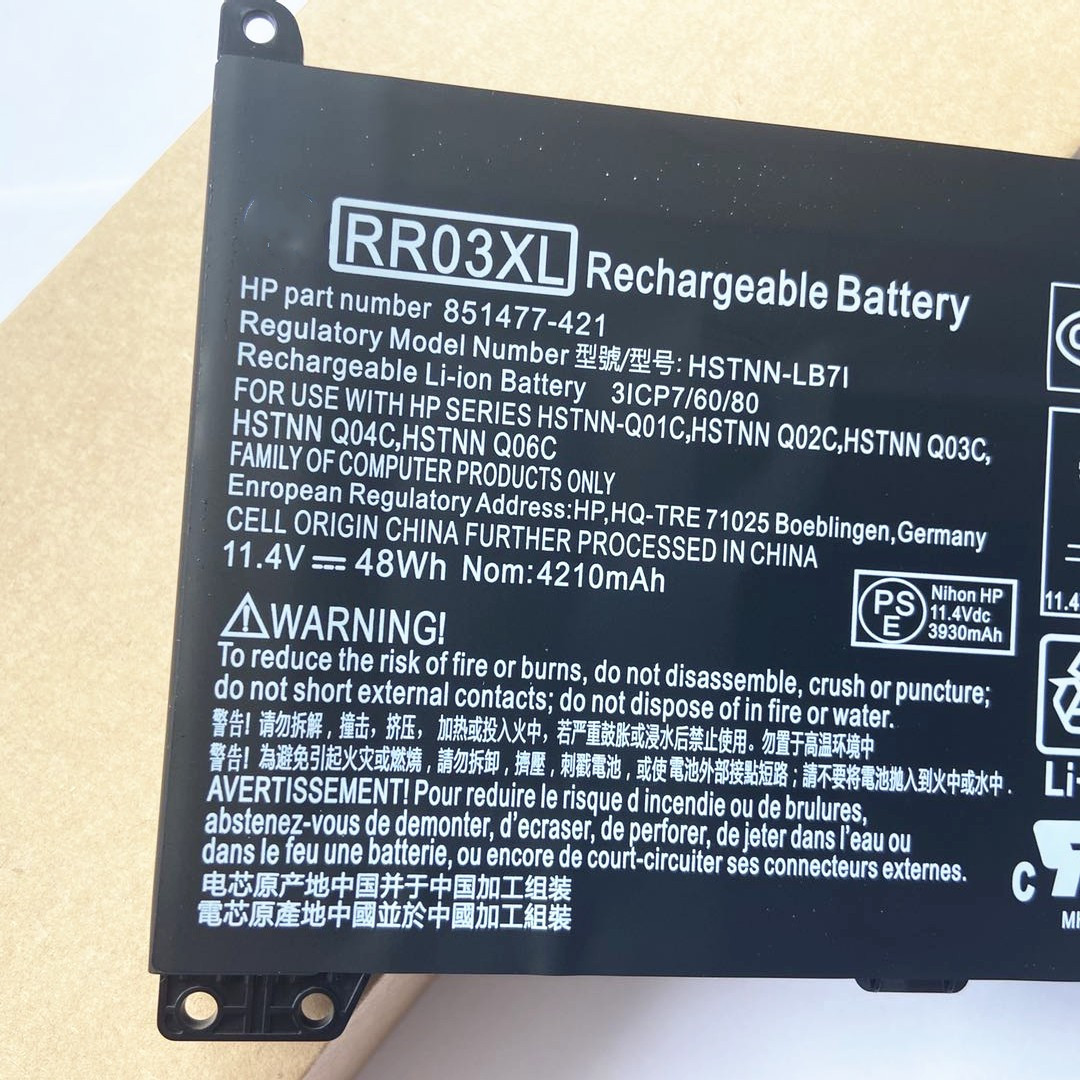 RR03XL Rechargeable Battery
HP part number 851477-421
Regulatory Model Number 型號/型号: HSTNN-LB7I
Rechargeable Li-ion Battery 3ICP7/60/80
FOR USE WITH HP SERIES HSTNN-Q01C,HSTNN Q02C,HSTNN Q03C,
HSTNN Q04C,HSTNN Q06C
FAMILY OF COMPUTER PRODUCTS ONLY
Enropean Regulatory Address:HP,HQ-TRE 71025 Boeblingen,Germany
CELL ORIGIN CHINA FURTHER PROCESSED IN CHINA
11.4V ⎓ 48Wh Nom:4210mAh
PS
E
Nihon HP
11.4Vdc
3930mAh
11.4
⚠WARNING!
To reduce the risk of fire or burns, do not disassemble, crush or puncture;
do not short external contacts; do not dispose of in fire or water.
警告! 请勿拆解，撞击，挤压， 加热或投入火中，若严重鼓胀或浸水后禁止使用。勿置于高温环境中
警告! 為避免引起火灾或燃燒，請勿拆卸，擠壓，刺戳電池，或使電池外部接點短路；請不要将電池抛入到火中或水中.
Li-
AVERTISSEMENT! Pour reduire le risque d incendie ou de brulures,
abstenez-vous de demonter, d'ecraser, de perforer, de jeter dans l'eau ou
dans le feu une batterie, ou encore de court-circuiter ses connecteurs externes.
C
电芯原产地中国并于中国加工组装
電芯原產地中國並於中國加工組裝